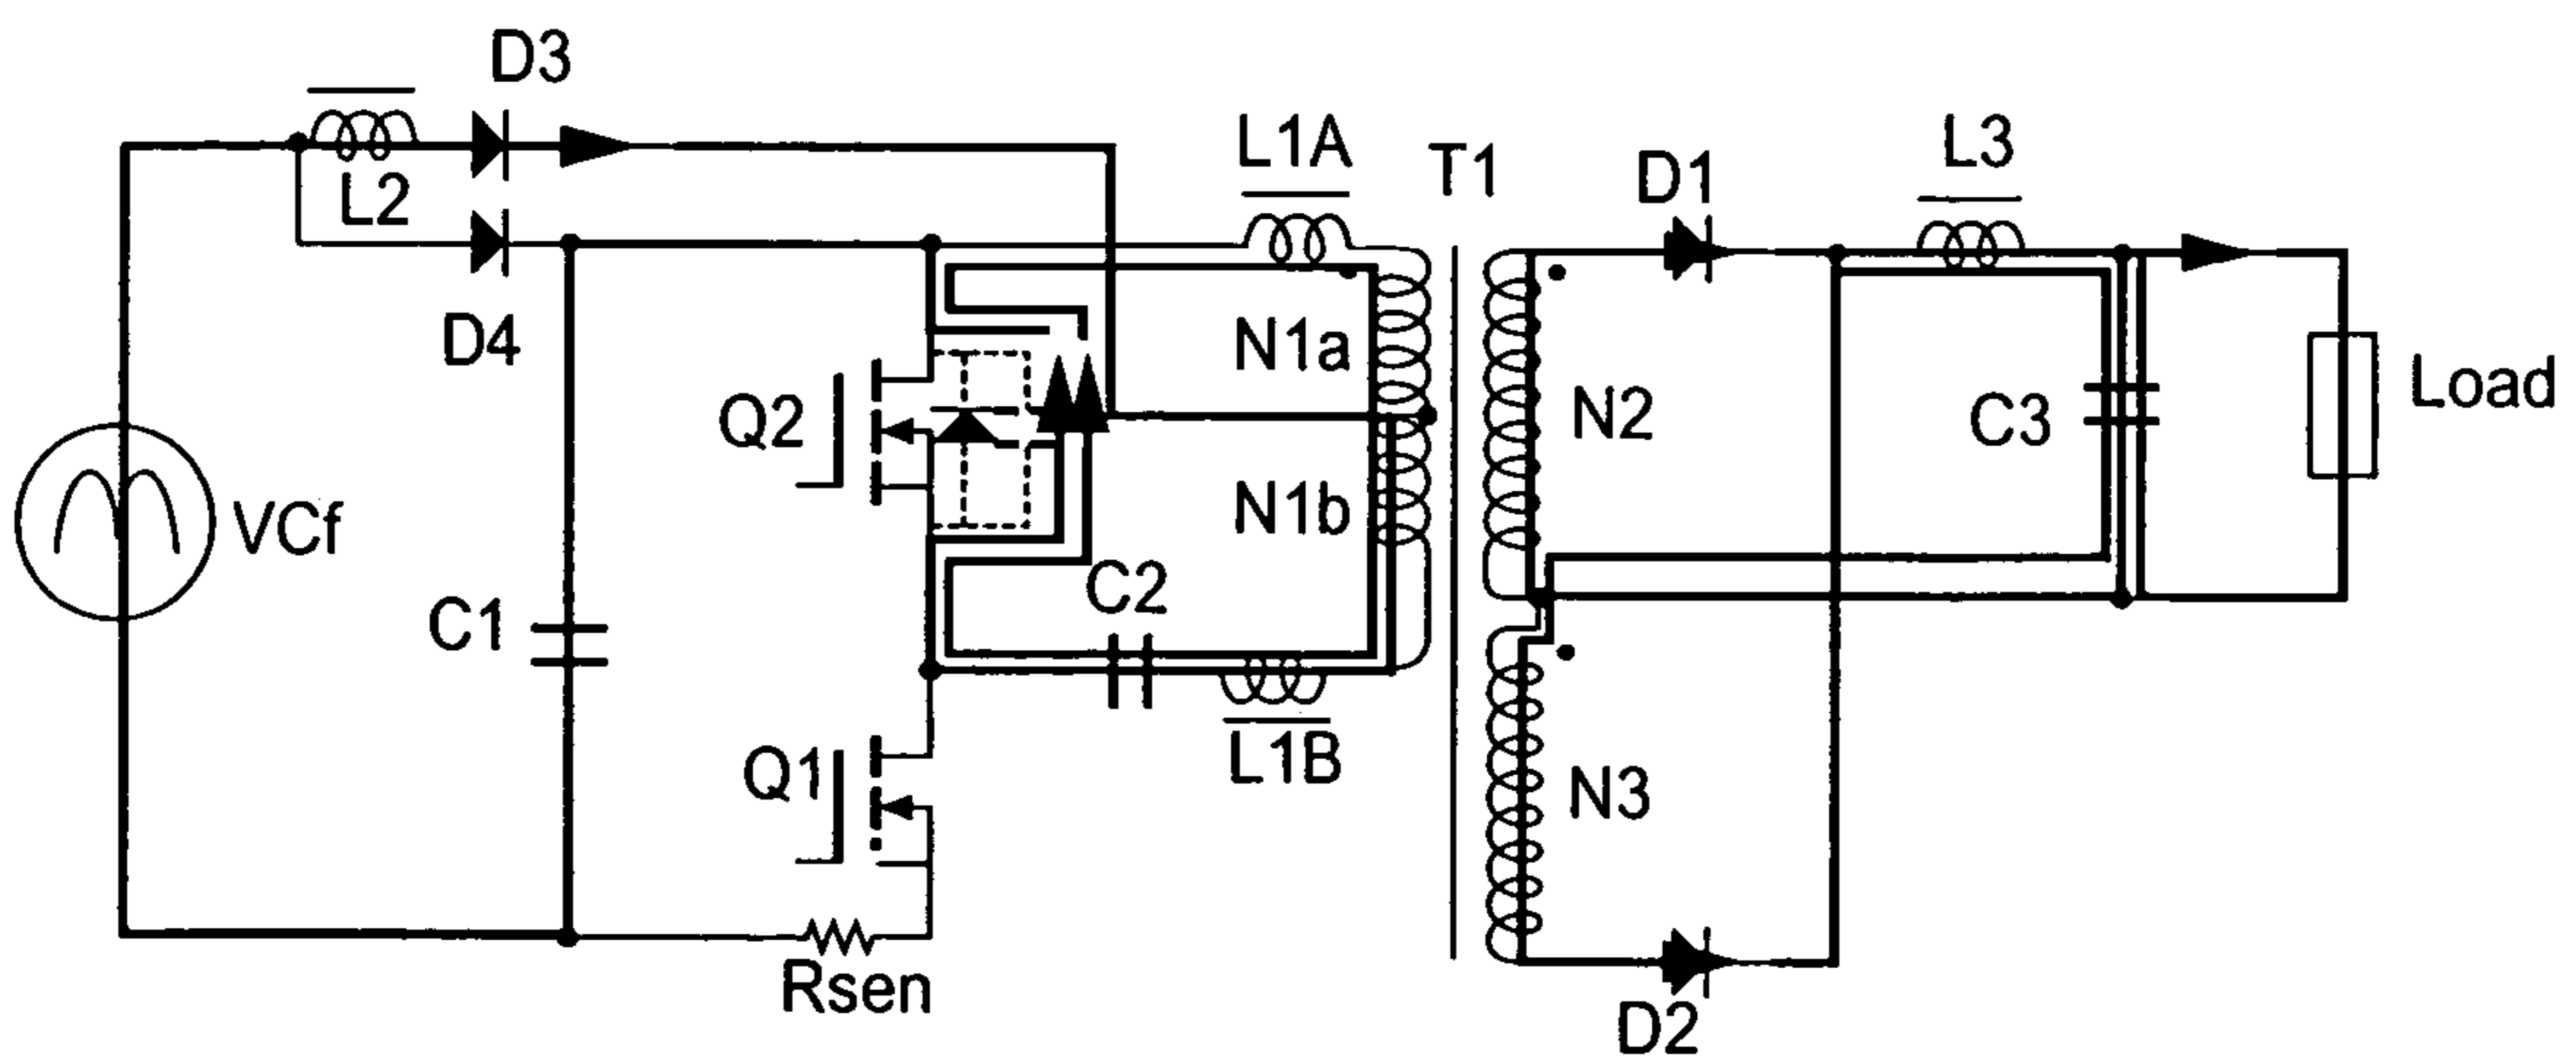 D3
L1A
T1
L3
D1
L2
D4
N1a
Load
Q2
N2
C3
VCf
N1b
C2
C1
L1B
Q1
N3
Rsen
D2